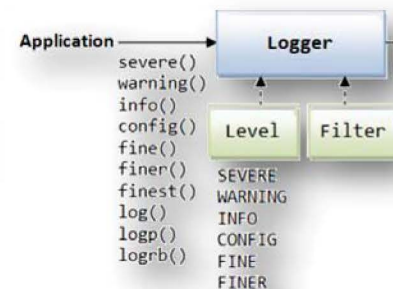 Application
Logger
severe()
warning()
info()
config()
fine()
finer()
finest()
log()
logp()
logrb()
Level
Filter
SEVERE
WARNING
INFO
CONFIG
FINE
FINER